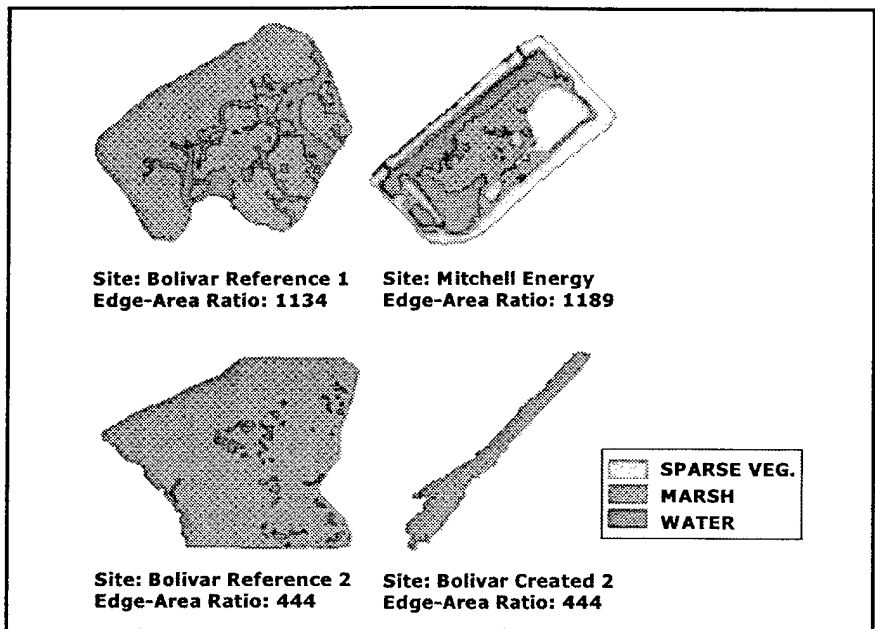 Site: Bolivar Reference 1
Edge-Area Ratio: 1134
Site: Mitchell Energy
Edge-Area Ratio: 1189
Site: Bolivar Reference 2
Edge-Area Ratio: 444
Site: Bolivar Created 2
Edge-Area Ratio: 444
SPARSE VEG.
MARSH
WATER